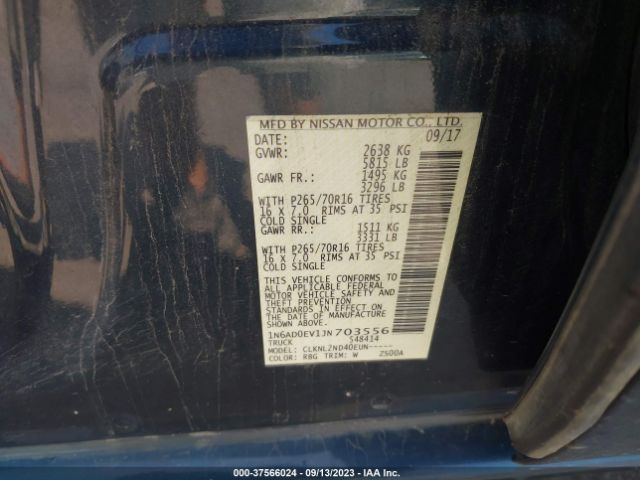 MFD BY NISSAN MOTOR CO., LTD.
DATE: 09/17
GVWR: 2638 KG
5815 LB
GAWR FR.: 1495 KG
3296 LB
WITH P265/70R16 TIRES
16 X 7.0 RIMS AT 35 PSI
COLD SINGLE
GAWR RR.: 1511 KG
3331 LB
WITH P265/70R16 TIRES
16 X 7.0 RIMS AT 35 PSI
COLD SINGLE
THIS VEHICLE CONFORMS TO
ALL APPLICABLE FEDERAL
MOTOR VEHICLE SAFETY AND
THEFT PREVENTION
STANDARDS IN EFFECT ON
THE DATE OF MANUFACTURE
SHOWN ABOVE.
1N6AD0EV1JN703556
TRUCK 548414
MODEL: CLKNLZND40EUN-----
COLOR: RBG TRIM: W 2500A
000-37566024 - 09/13/2023 - IAA Inc.